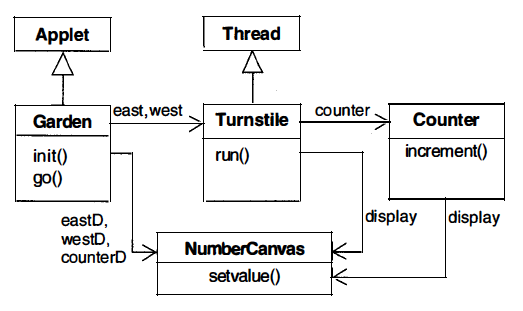 Applet
Thread
Garden
init()
go()
east,west
Turnstile
run()
counter
Counter
increment()
eastD,
westD,
counterD
display
display
NumberCanvas
setvalue()